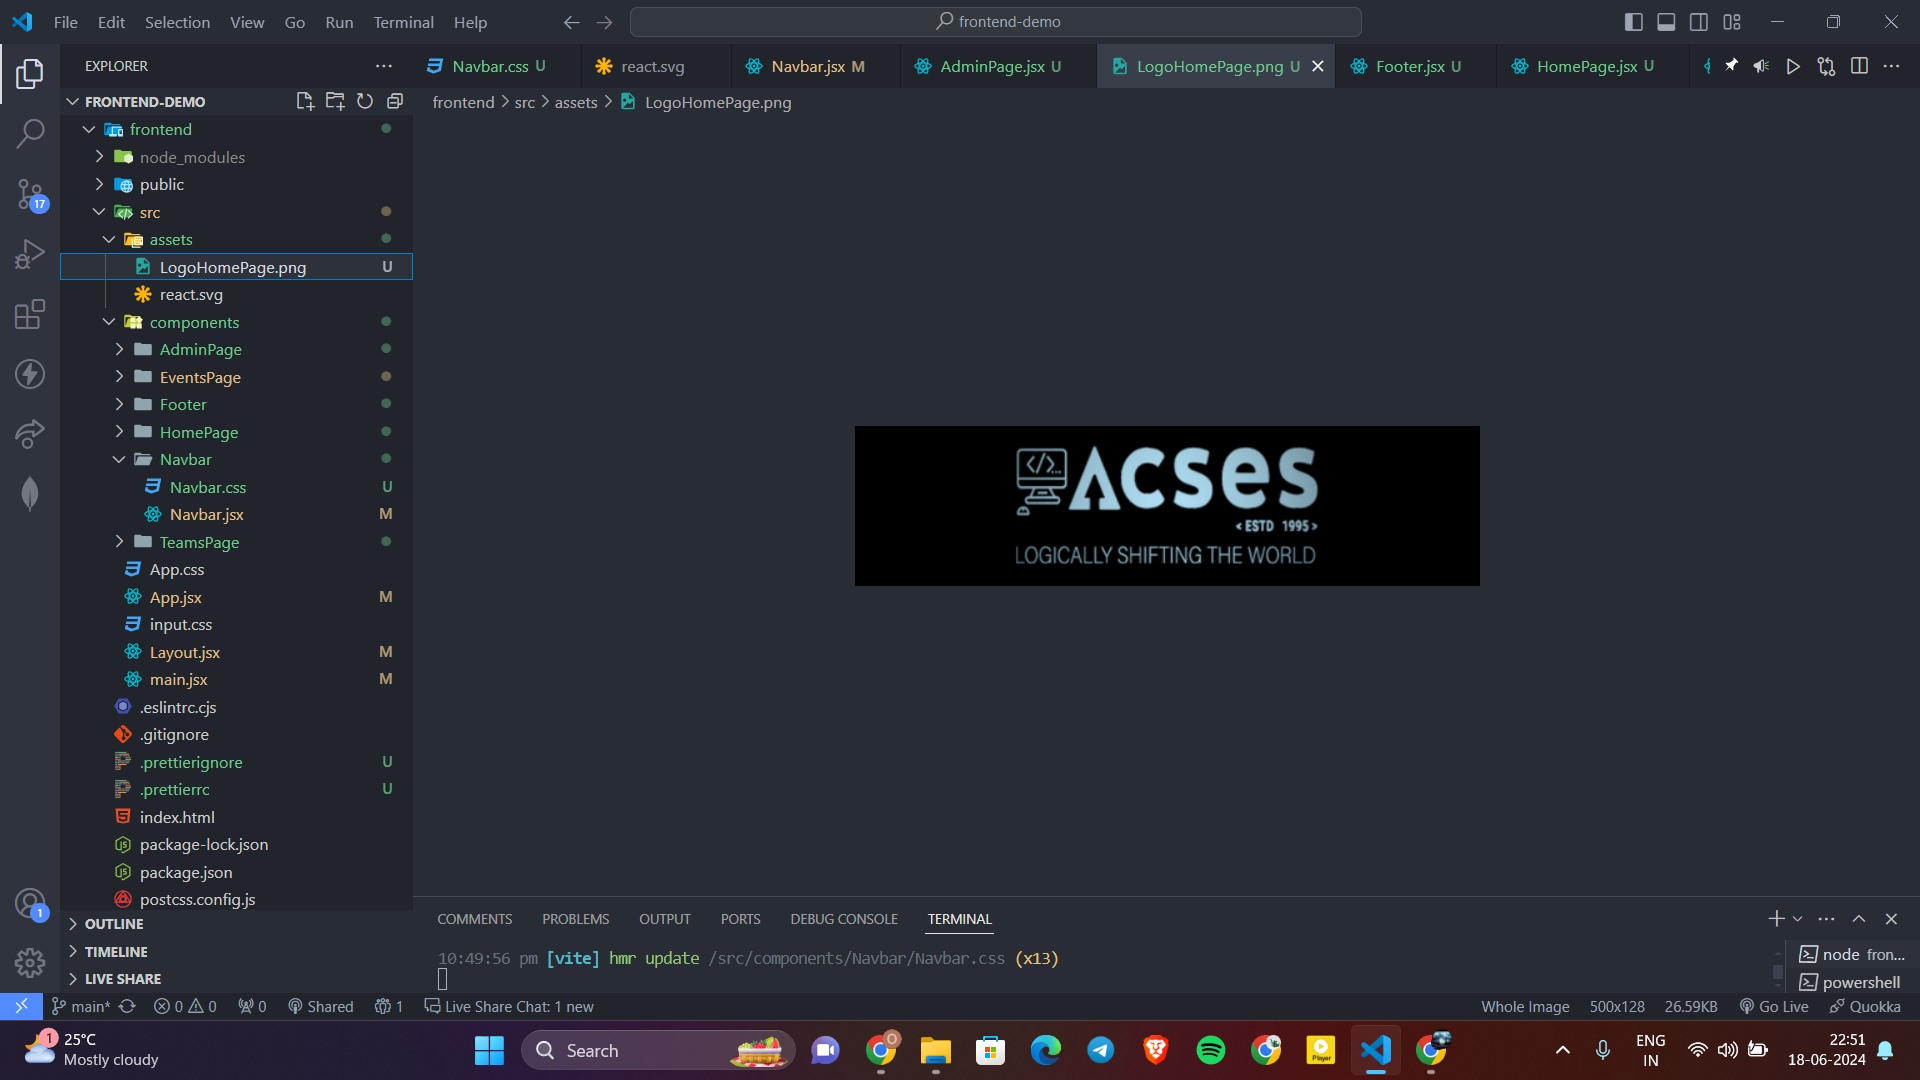 File Edit Selection View Go Run Terminal Help
frontend-demo
EXPLORER
Navbar.css U
react.svg
Navbar.jsx M
AdminPage.jsx U
LogoHomePage.png U
Footer.jsx U
HomePage.jsx U
FRONTEND-DEMO
frontend > src > assets > LogoHomePage.png
frontend
node_modules
public
src
assets
LogoHomePage.png U
react.svg
components
AdminPage
EventsPage
Footer
HomePage
Navbar
Navbar.css U
Navbar.jsx M
TeamsPage
App.css
App.jsx M
input.css
Layout.jsx M
main.jsx M
.eslintrc.cjs
.gitignore
.prettierignore U
.prettierrc U
index.html
package-lock.json
package.json
postcss.config.js
OUTLINE
TIMELINE
LIVE SHARE
17
1
</>...
ACSES
< ESTD 1995 >
LOGICALLY SHIFTING THE WORLD
COMMENTS PROBLEMS OUTPUT PORTS DEBUG CONSOLE TERMINAL
10:49:56 pm [vite] hmr update /src/components/Navbar/Navbar.css (x13)
node fron...
powershell
main* 0 0 0 Shared 1 Live Share Chat: 1 new
Whole Image 500x128 26.59KB Go Live Quokka
1
25°C
Mostly cloudy
Search
Player
ENG
IN
22:51
18-06-2024